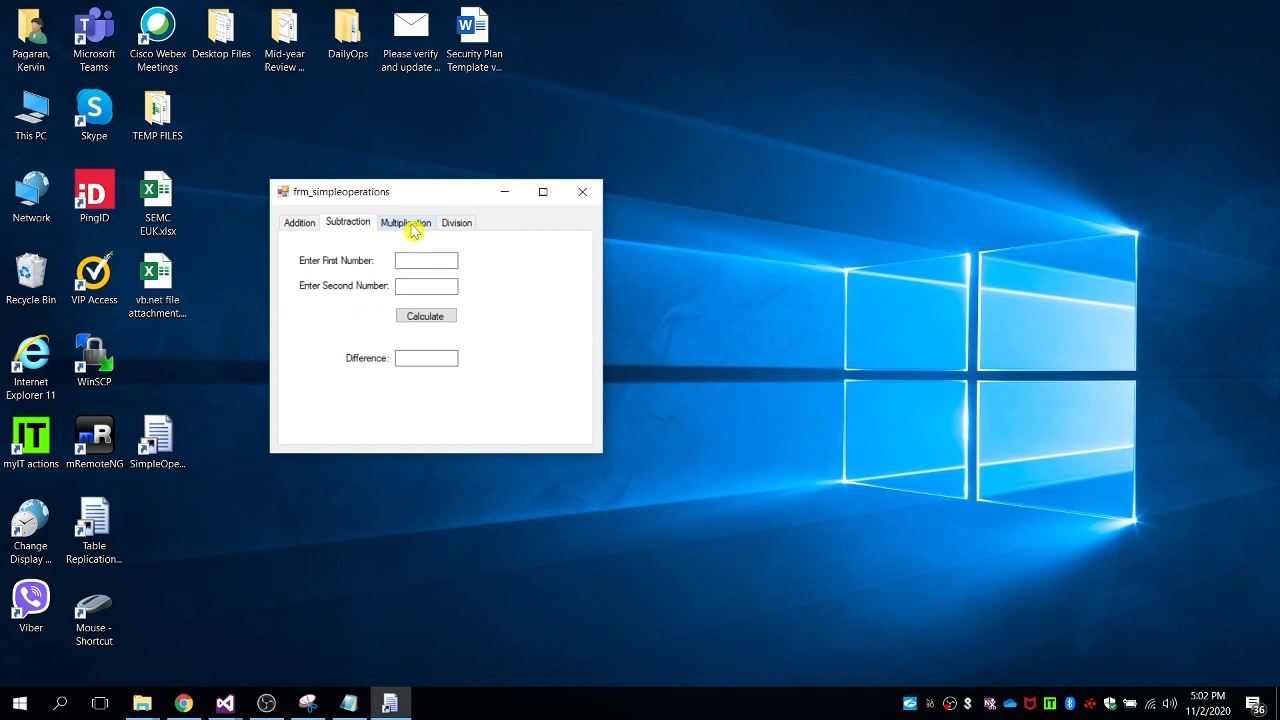 Pagaran,
Kervin
Microsoft
Teams
Cisco Webex
Meetings
Desktop Files
Mid-year
Review ...
DailyOps
Please verify
and update ...
Security Plan
Template v...
This PC
Skype
TEMP FILES
Network
PingID
SEMC
EUK.xlsx
Recycle Bin
VIP Access
vb.net file
attachment....
Internet
Explorer 11
WinSCP
myIT actions
mRemoteNG
SimpleOpe...
Change
Display ...
Table
Replication...
Viber
Mouse -
Shortcut
frm_simpleoperations
Addition Subtraction Multiplication Division
Enter First Number:
Enter Second Number:
Calculate
Difference:
5:02 PM
11/2/2020
36